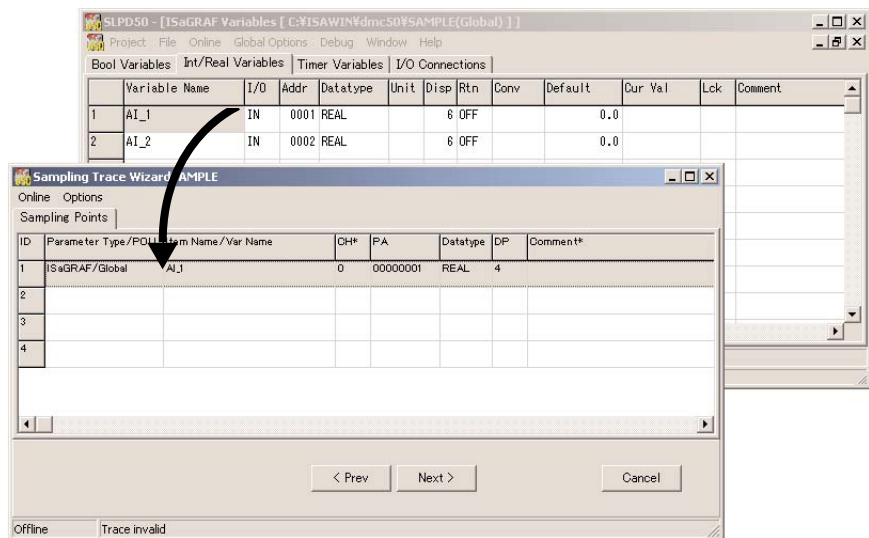 SLPD50 - [ISaGRAF Variables [ C:¥ISAWIN¥dmc50¥SAMPLE(Global) ] ]
Project File Online Global Options Debug Window Help
Bool Variables Int/Real Variables Timer Variables I/O Connections
Variable Name I/O Addr Datatype Unit Disp Rtn Conv Default Cur Val Lck Comment
1 AI_1 IN 0001 REAL 6 OFF 0.0
2 AI_2 IN 0002 REAL 6 OFF 0.0
Sampling Trace Wizard AMPLE
Online Options
Sampling Points
ID Parameter Type/POU Item Name/Var Name CH* PA Datatype DP Comment*
1 ISaGRAF/Global AI_1 0 00000001 REAL 4
2
3
4
< Prev Next > Cancel
Offline Trace invalid